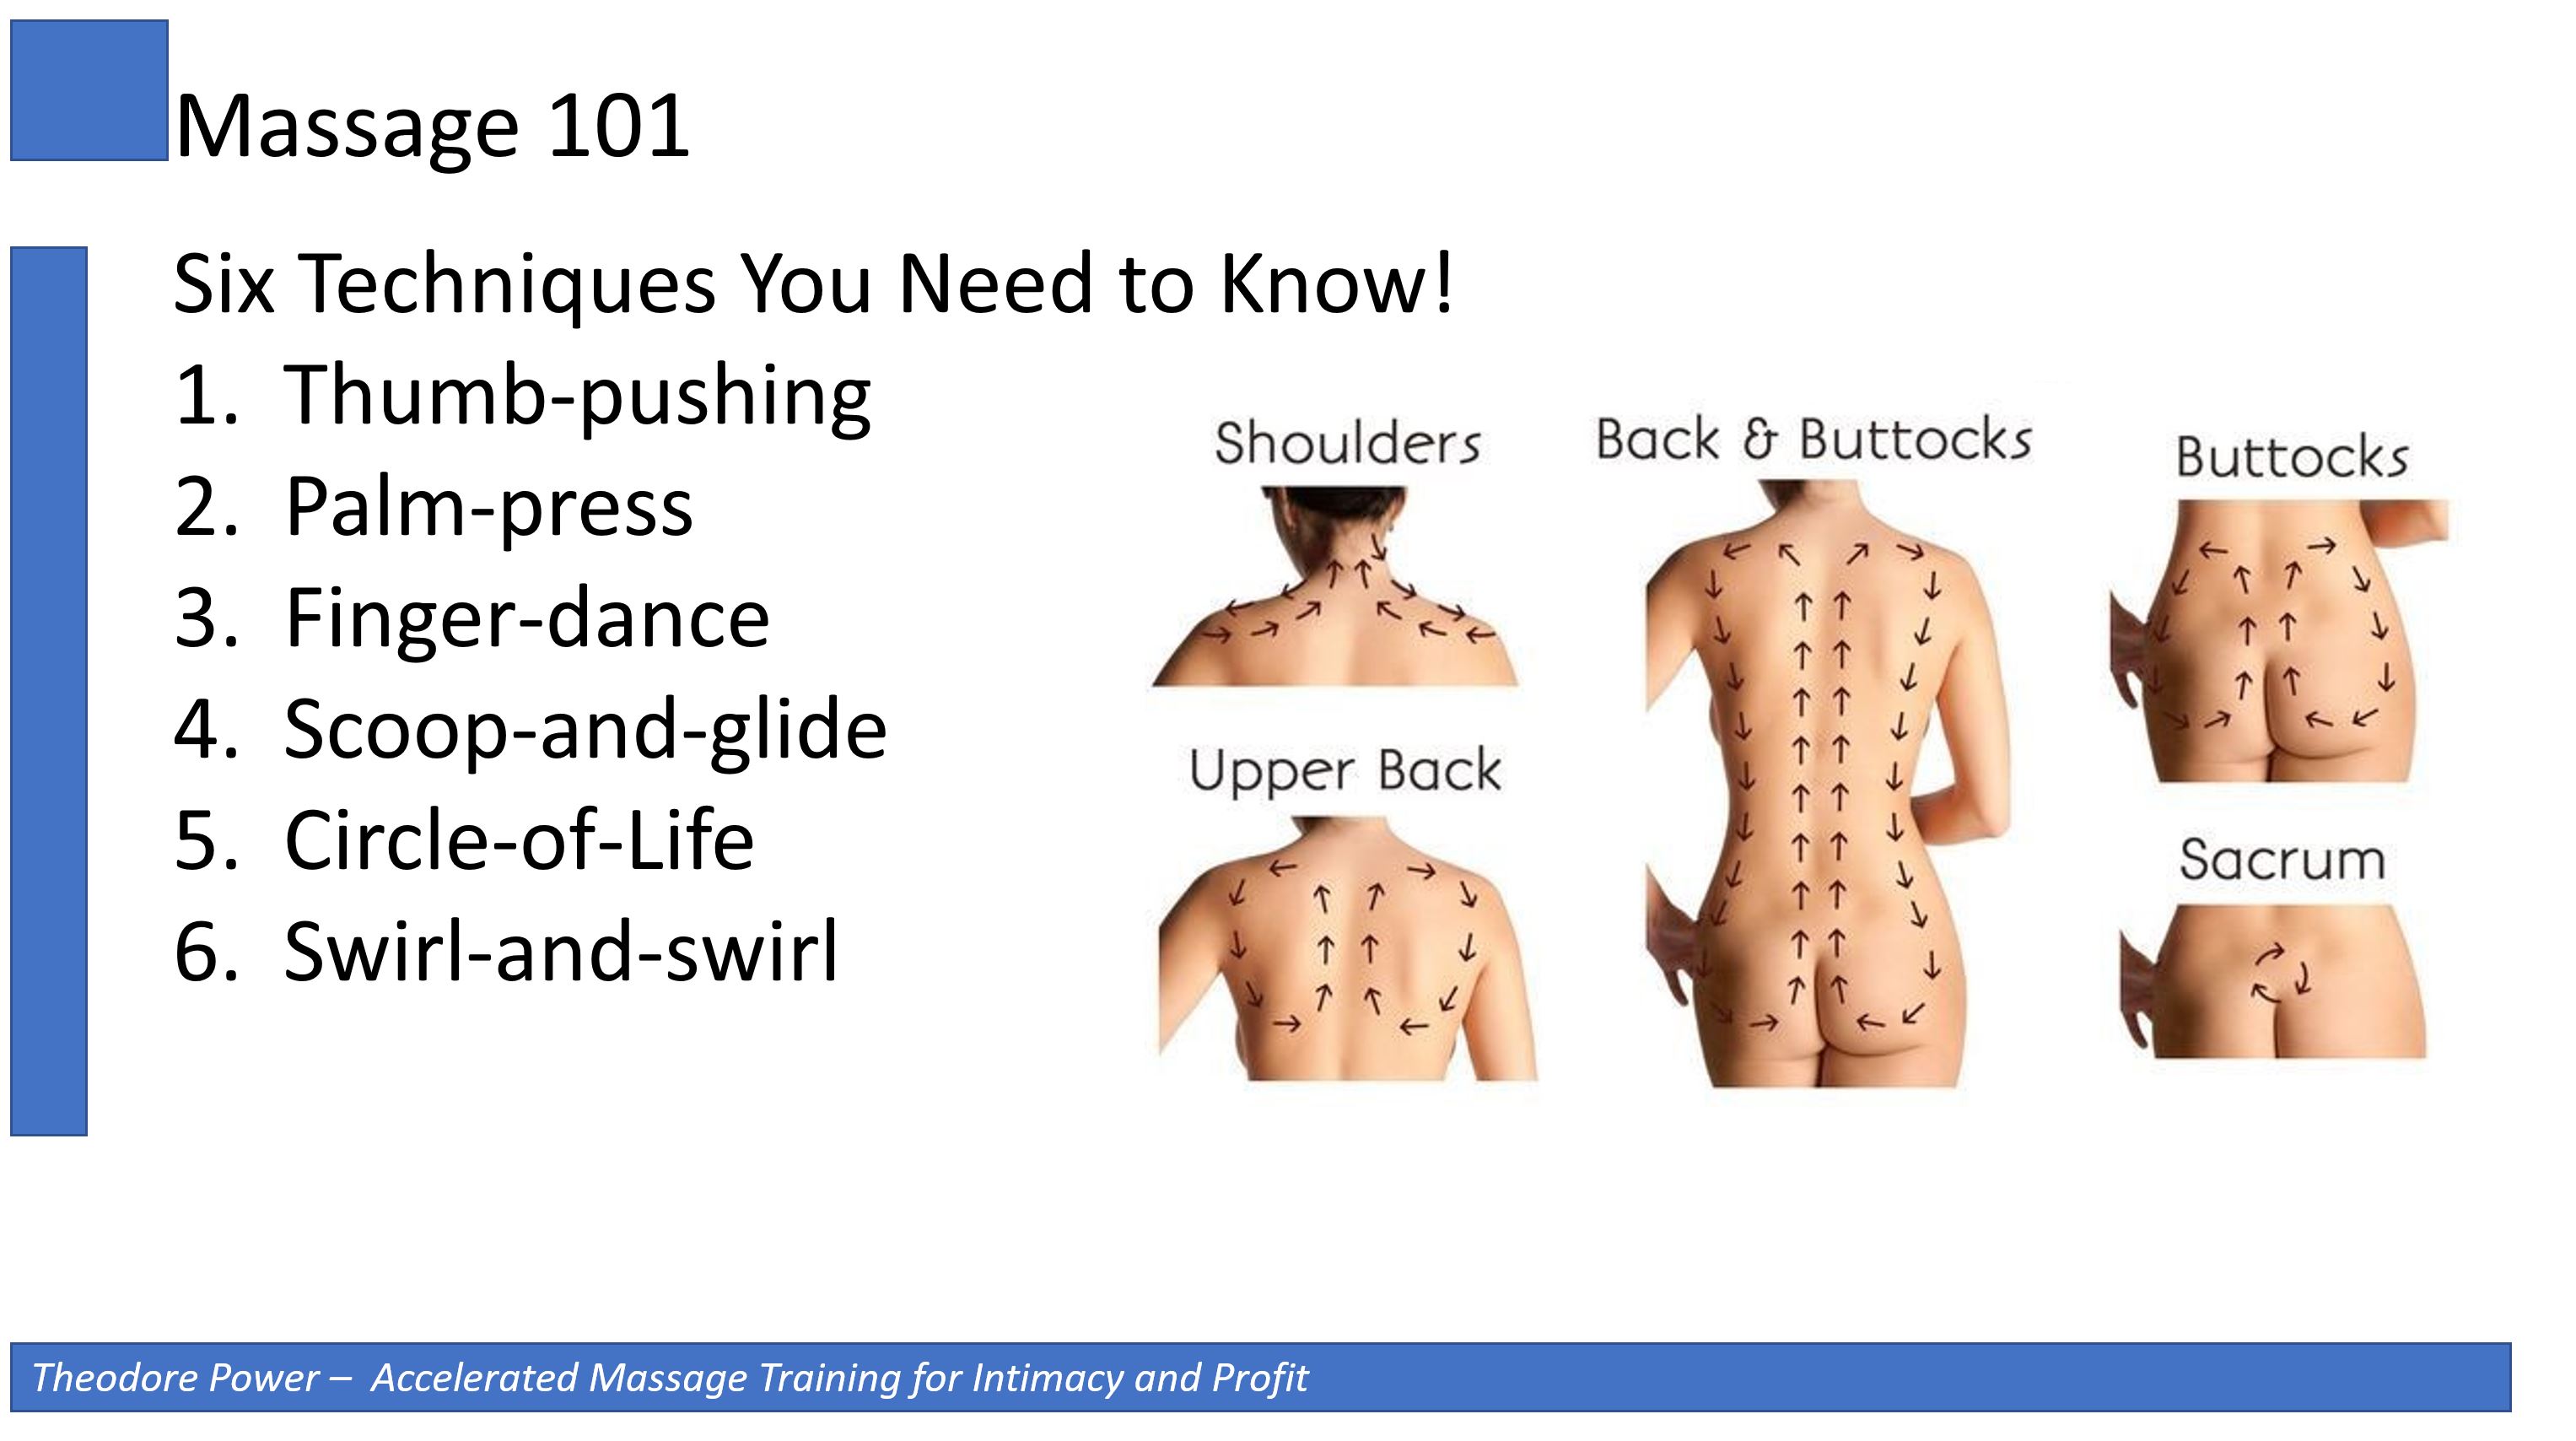 Massage 101
Six Techniques You Need to Know!
1. Thumb-pushing
2. Palm-press
3. Finger-dance
4. Scoop-and-glide
5. Circle-of-Life
6. Swirl-and-swirl
Shoulders
Back & Buttocks
Buttocks
Upper Back
Sacrum
Theodore Power – Accelerated Massage Training for Intimacy and Profit